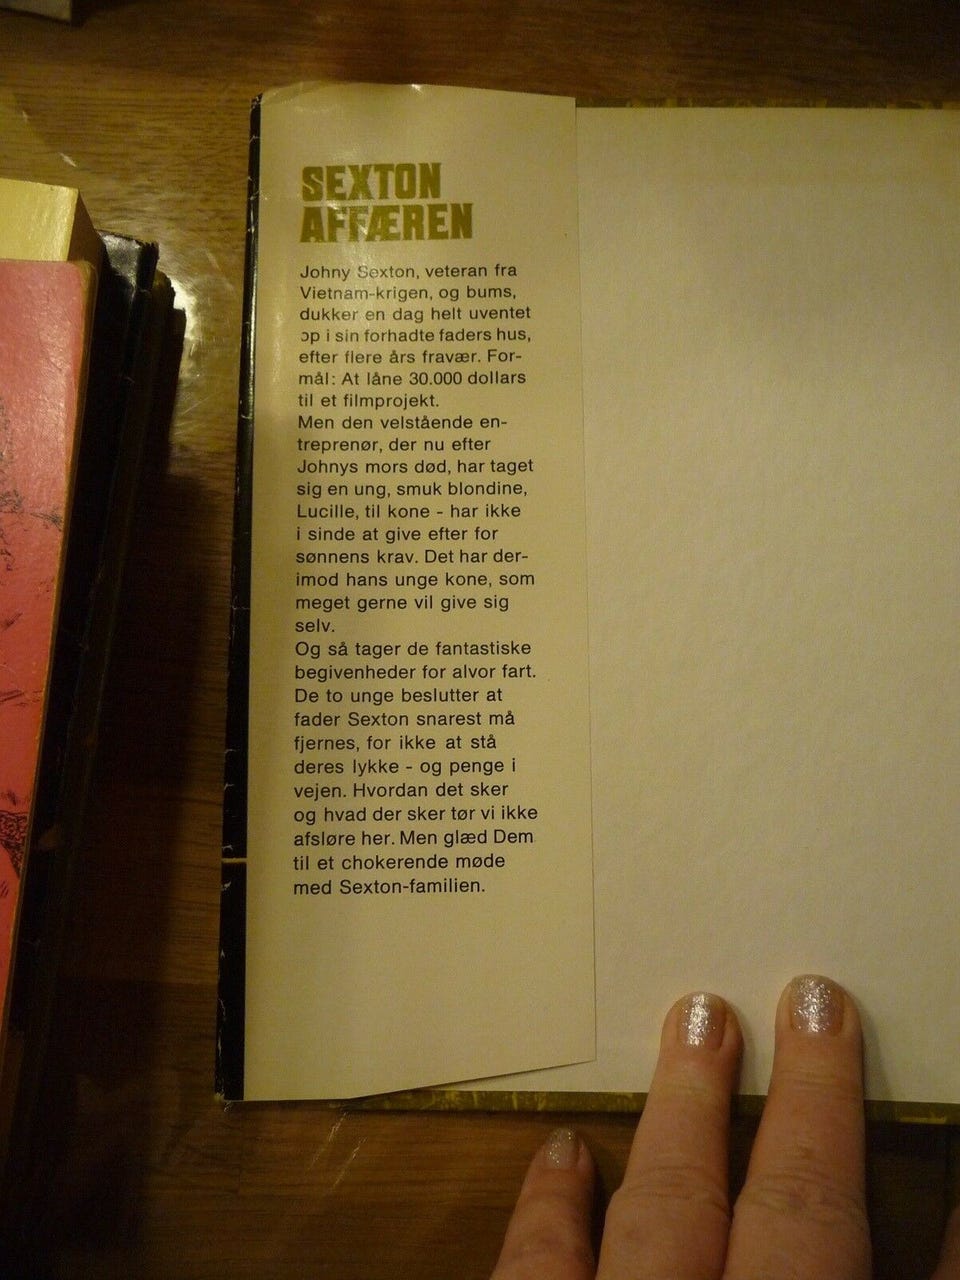 SEXTON
AFFÆREN
Johny Sexton, veteran fra
Vietnam-krigen, og bums,
dukker en dag helt uventet
op i sin forhadte faders hus,
efter flere års fravær. For-
mål: At låne 30.000 dollars
til et filmprojekt.
Men den velstående en-
treprenør, der nu efter
Johnys mors død, har taget
sig en ung, smuk blondine,
Lucille, til kone - har ikke
i sinde at give efter for
sønnens krav. Det har der-
imod hans unge kone, som
meget gerne vil give sig
selv.
Og så tager de fantastiske
begivenheder for alvor fart.
De to unge beslutter at
fader Sexton snarest må
fjernes, for ikke at stå
deres lykke - og penge i
vejen. Hvordan det sker
og hvad der sker tør vi ikke
afsløre her. Men glæd Dem
til et chokerende møde
med Sexton-familien.